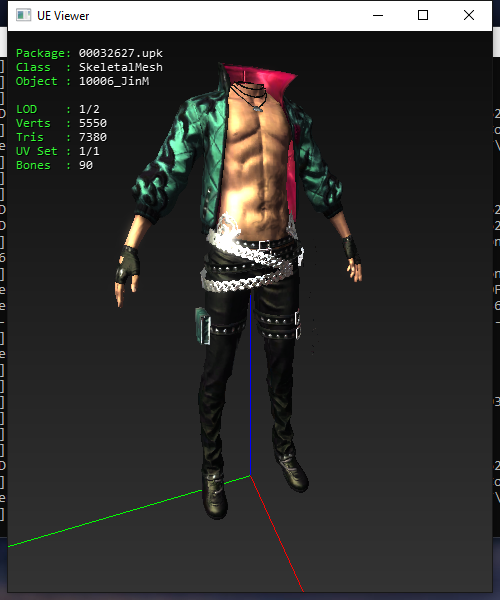 UE Viewer
Package: 00032627.upk
Class  : SkeletalMesh
Object : 10006_JinM
LOD    : 1/2
Verts  : 5550
Tris   : 7380
UV Set : 1/1
Bones  : 90